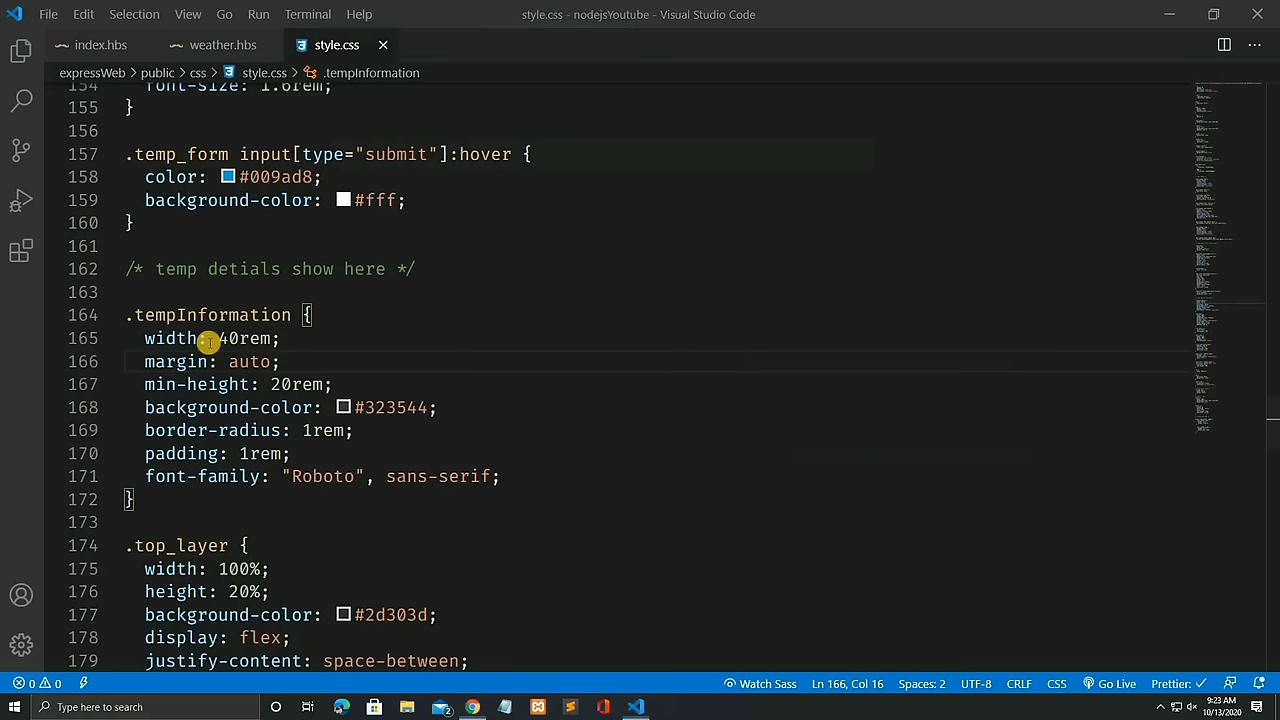 File Edit Selection View Go Run Terminal Help style.css - nodejsYoutube - Visual Studio Code
index.hbs weather.hbs style.css
expressWeb > public > css > style.css > .tempInformation
154 font-size: 1.6rem;
155 }
156
157 .temp_form input[type="submit"]:hover {
158 color: #009ad8;
159 background-color: #fff;
160 }
161
162 /* temp detials show here */
163
164 .tempInformation {
165 width: 40rem;
166 margin: auto;
167 min-height: 20rem;
168 background-color: #323544;
169 border-radius: 1rem;
170 padding: 1rem;
171 font-family: "Roboto", sans-serif;
172 }
173
174 .top_layer {
175 width: 100%;
176 height: 20%;
177 background-color: #2d303d;
178 display: flex;
179 justify-content: space-between;
0 0 Watch Sass Ln 166, Col 16 Spaces: 2 UTF-8 CRLF CSS Go Live Prettier: ✓
Type here to search 2 9:23 AM
10/13/2020